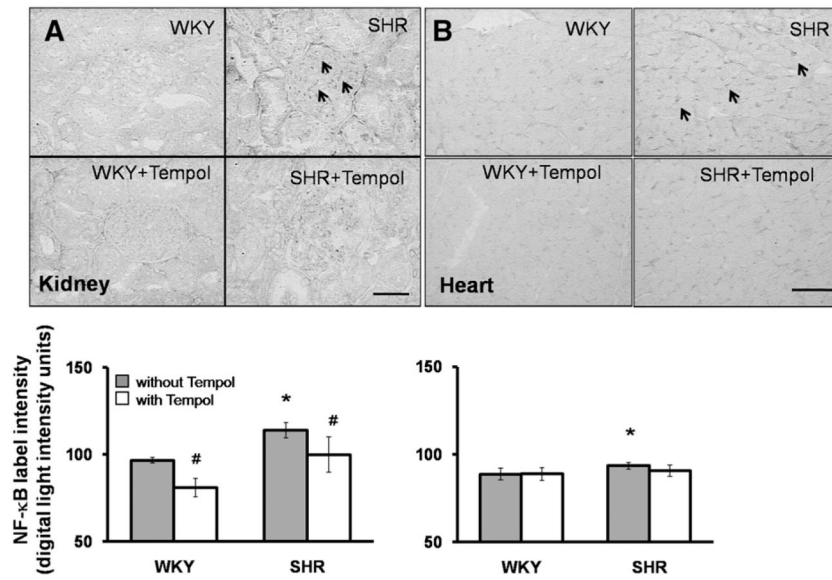 A
WKY
SHR
WKY+Tempol
SHR+Tempol
Kidney
B
WKY
SHR
WKY+Tempol
SHR+Tempol
Heart
NF-κB label intensity
(digital light intensity units)
150
100
50
without Tempol
with Tempol
#
*
#
WKY
SHR
150
100
50
*
WKY
SHR